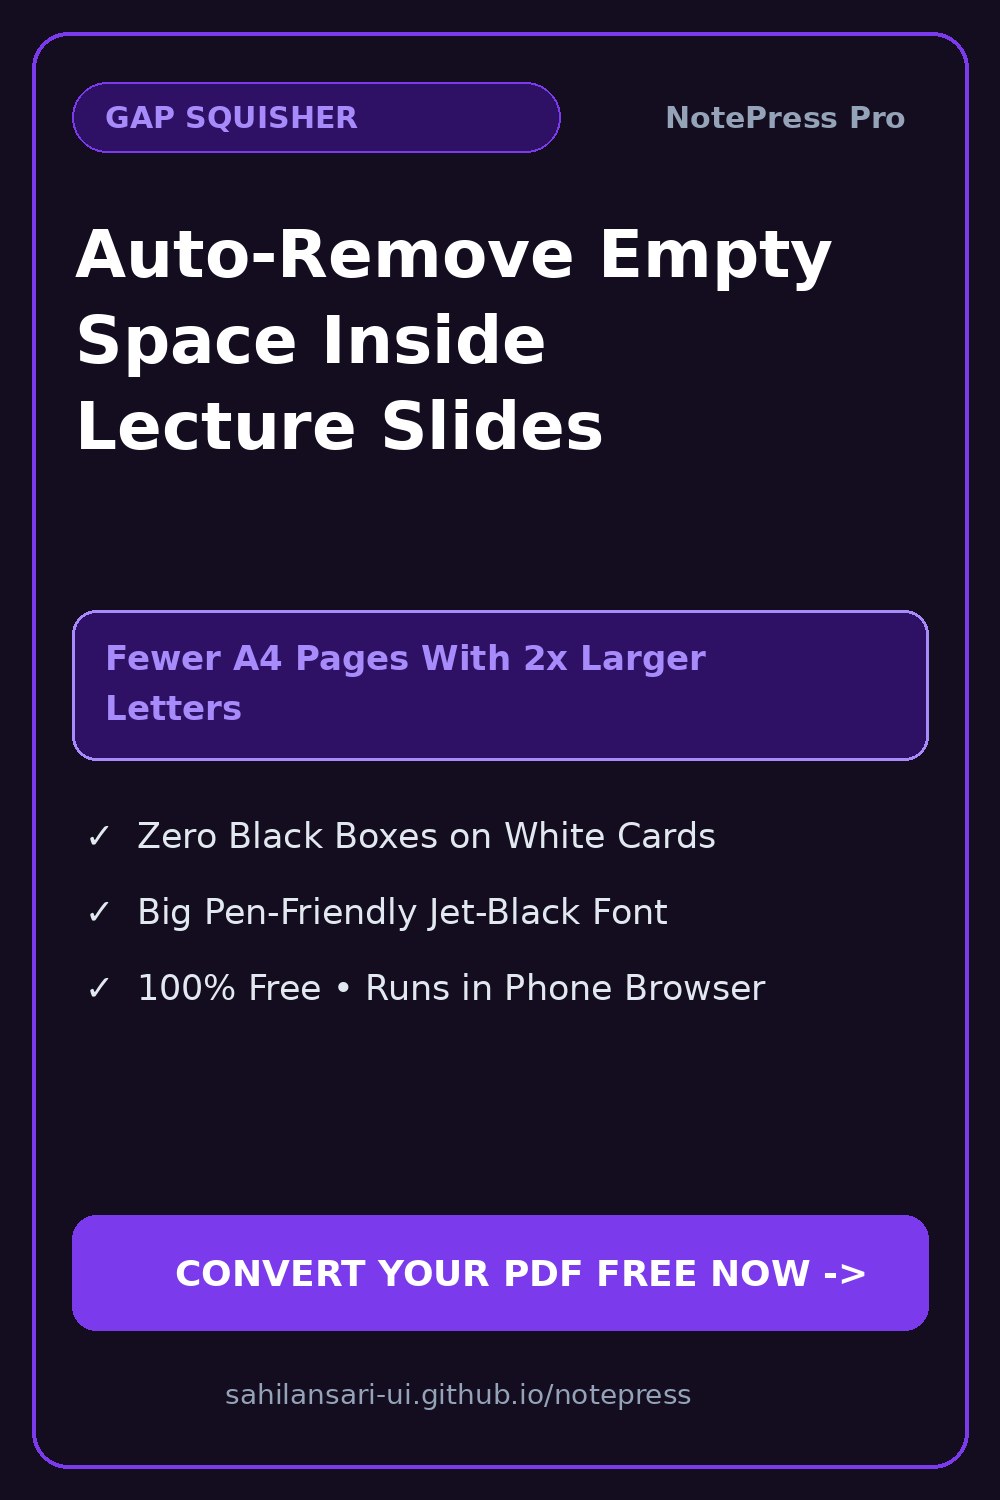 GAP SQUISHER
NotePress Pro
Auto-Remove Empty
Space Inside
Lecture Slides
Fewer A4 Pages With 2x Larger
Letters
✓ Zero Black Boxes on White Cards
✓ Big Pen-Friendly Jet-Black Font
✓ 100% Free • Runs in Phone Browser
CONVERT YOUR PDF FREE NOW ->
sahilansari-ui.github.io/notepress